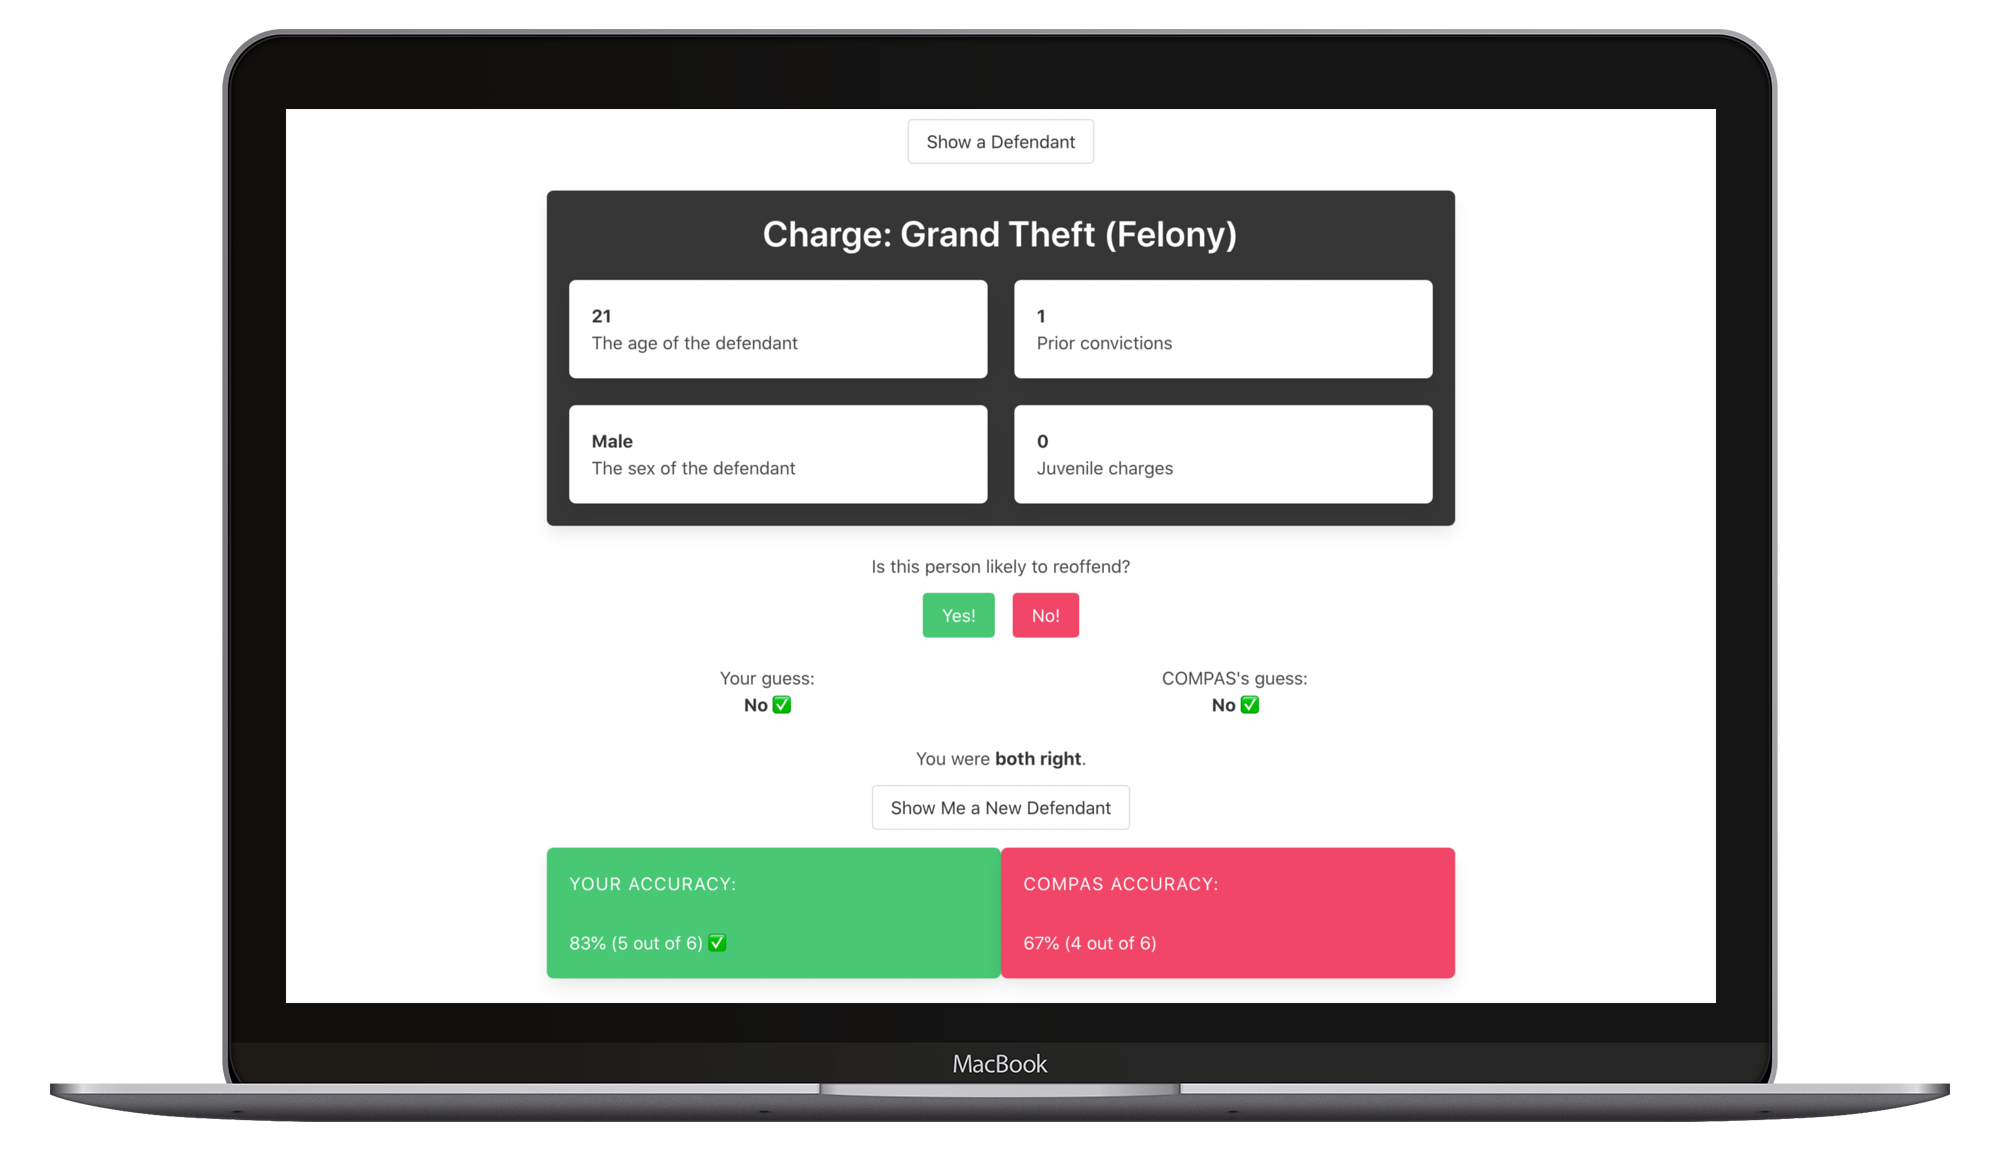 Show a Defendant
Charge: Grand Theft (Felony)
21
The age of the defendant
1
Prior convictions
Male
The sex of the defendant
0
Juvenile charges
Is this person likely to reoffend?
Yes! No!
Your guess:
No ✅
COMPAS's guess:
No ✅
You were both right.
Show Me a New Defendant
YOUR ACCURACY:
83% (5 out of 6) ✅
COMPAS ACCURACY:
67% (4 out of 6)
MacBook